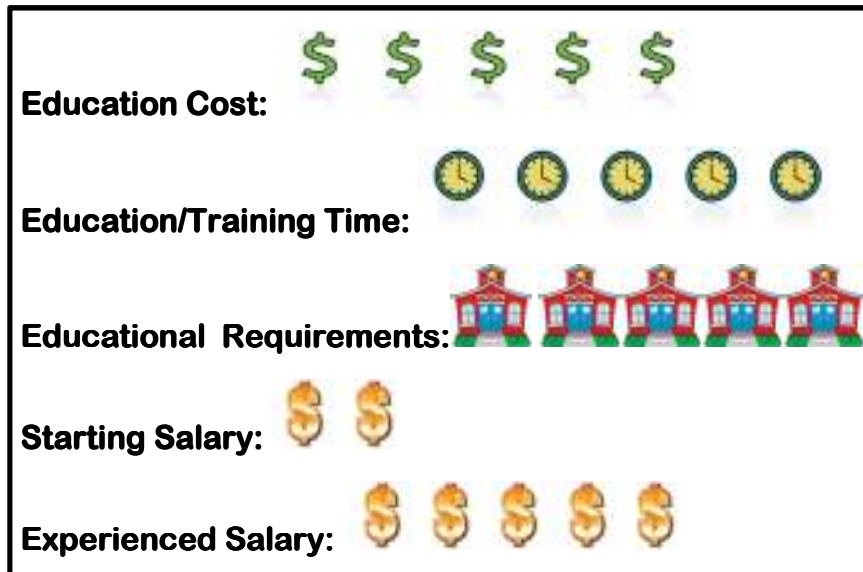 Education Cost: $ $ $ $ $
Education/Training Time:
Educational Requirements:
Starting Salary: $ $
Experienced Salary: $ $ $ $ $